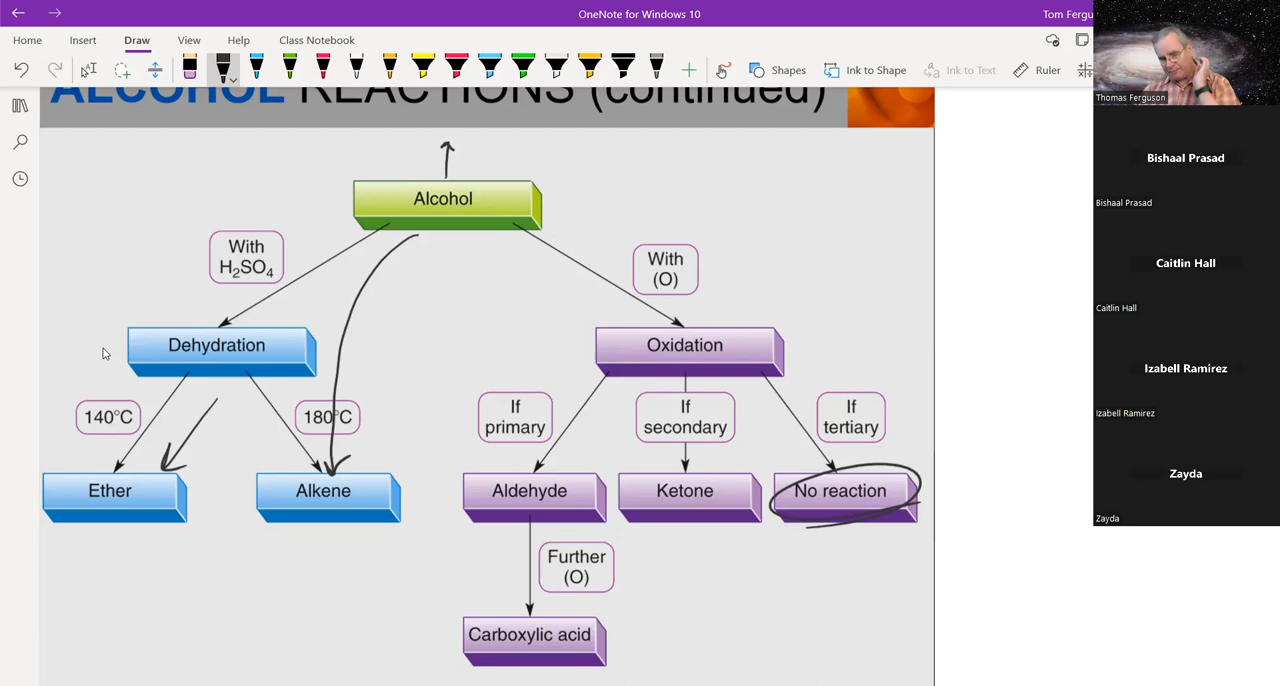 OneNote for Windows 10
Tom Fergu
Home Insert Draw View Help Class Notebook
Shapes Ink to Shape Ink to Text Ruler
Thomas Ferguson
ALCOHOL REACTIONS (continued)
Alcohol
With
H₂SO₄
With
(O)
Dehydration
Oxidation
140°C
180°C
If
primary
If
secondary
If
tertiary
Ether
Alkene
Aldehyde
Ketone
No reaction
Further
(O)
Carboxylic acid
Bishaal Prasad
Bishaal Prasad
Caitlin Hall
Caitlin Hall
Izabell Ramirez
Izabell Ramirez
Zayda
Zayda